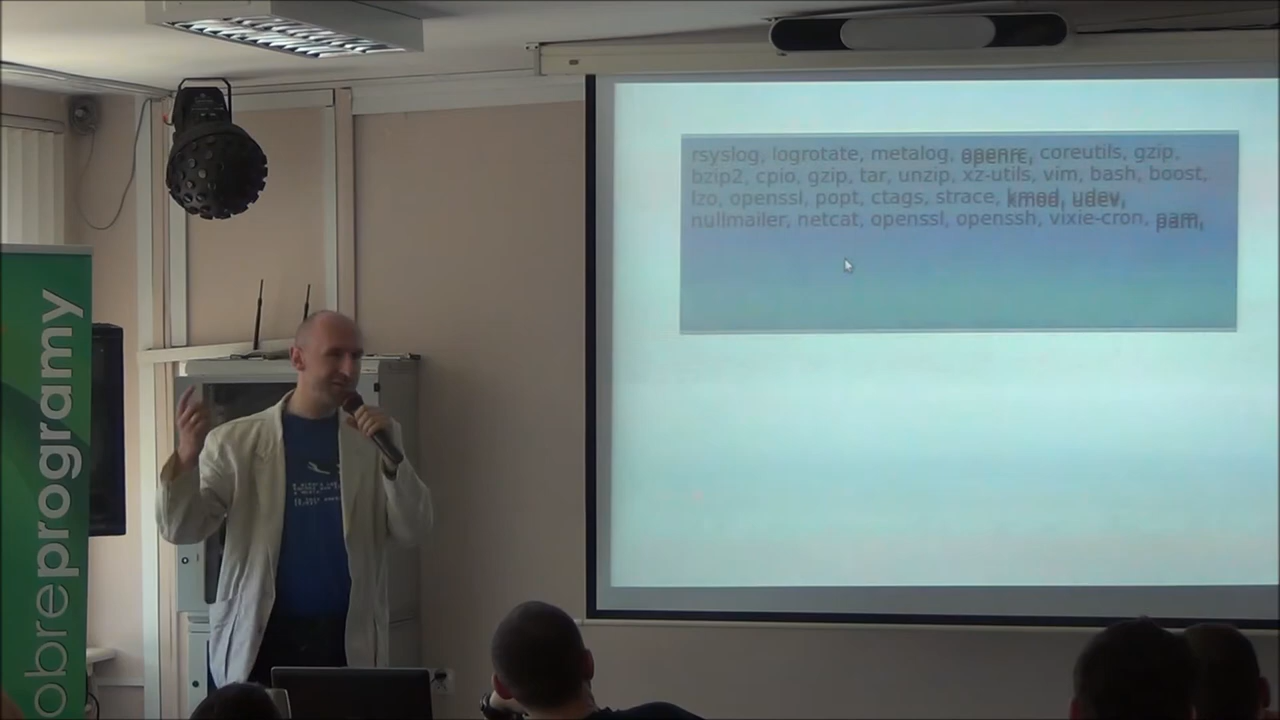 rsyslog, logrotate, metalog, openrc, coreutils, gzip,
bzip2, cpio, gzip, tar, unzip, xz-utils, vim, bash, boost,
lzo, openssl, popt, ctags, strace, kmod, udev,
nullmailer, netcat, openssl, openssh, vixie-cron, pam,
obreprogramy